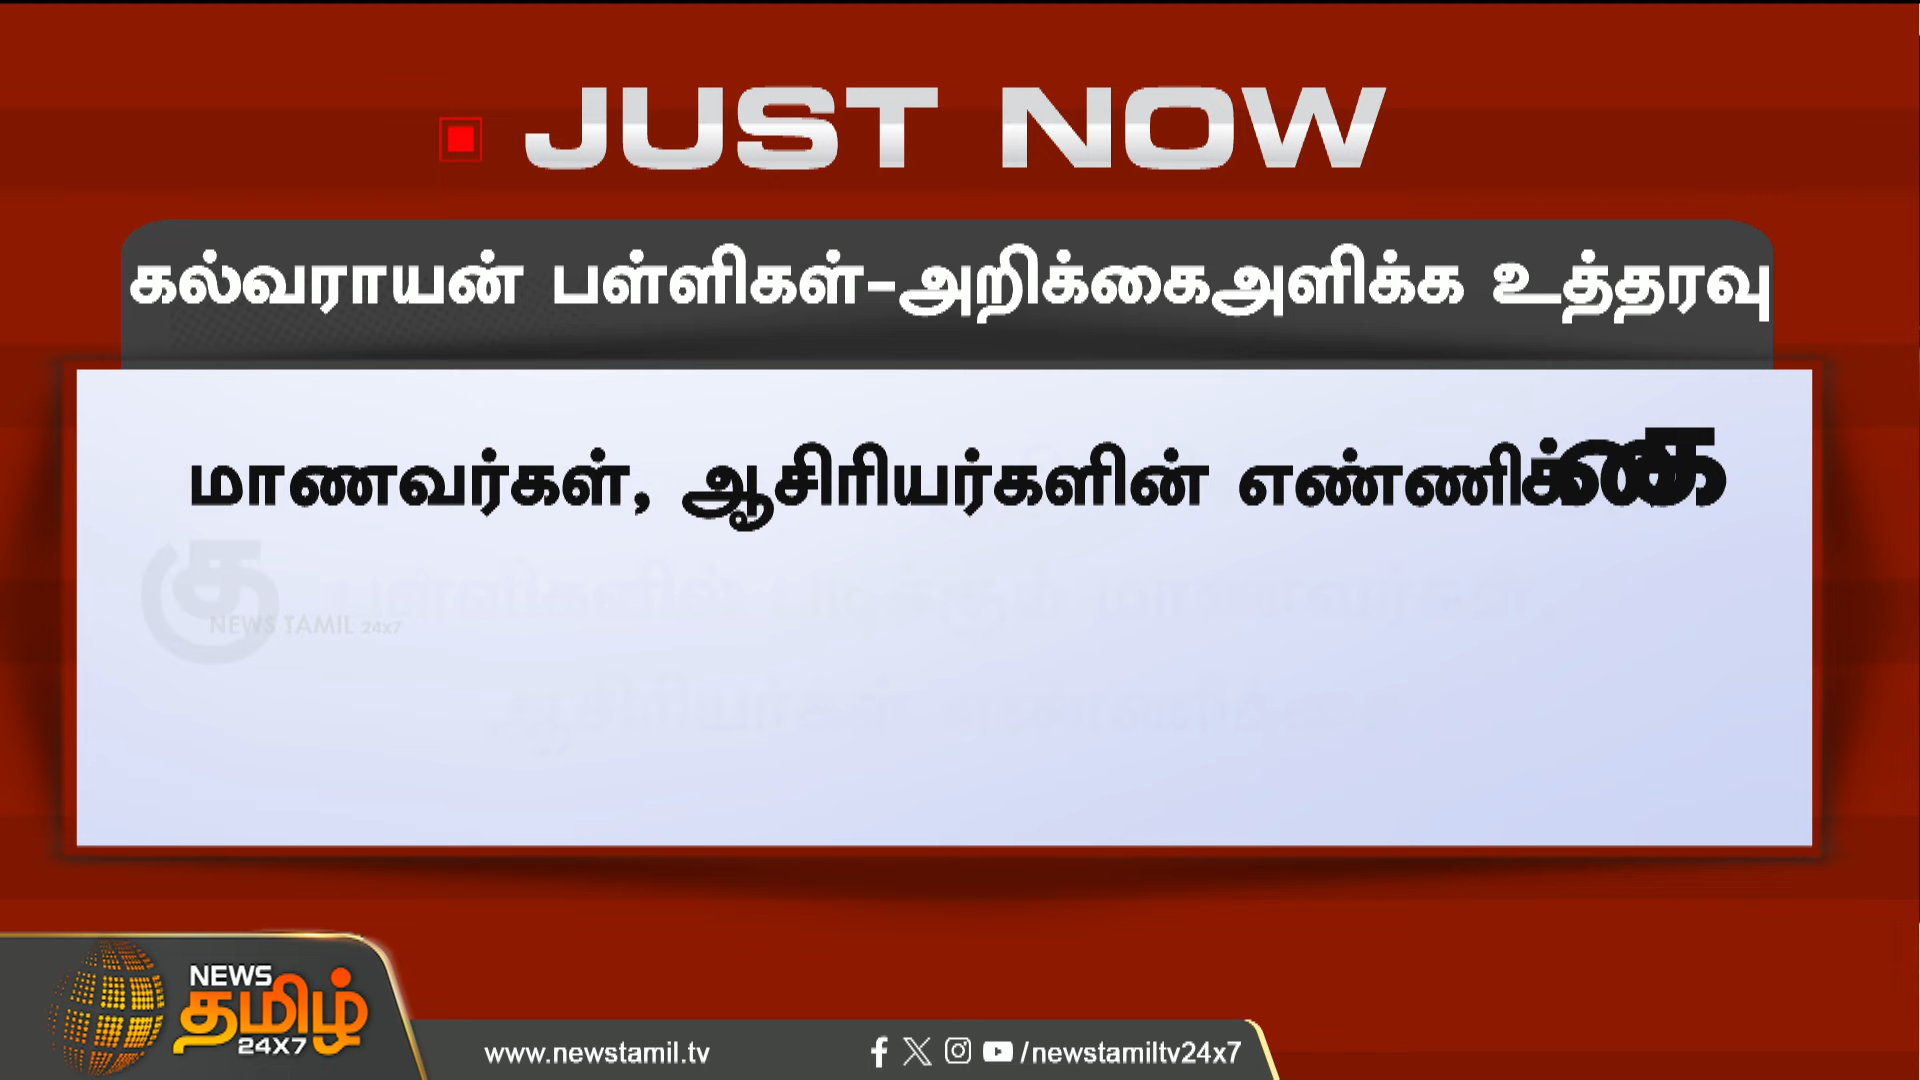 JUST NOW
கல்வராயன் பள்ளிகள்-அறிக்கைஅளிக்க உத்தரவு
மாணவர்கள், ஆசிரியர்களின் எண்ணிக்கை
NEWS TAMIL 24x7
NEWS
தமிழ்
24X7
www.newstamil.tv
/newstamiltv24x7